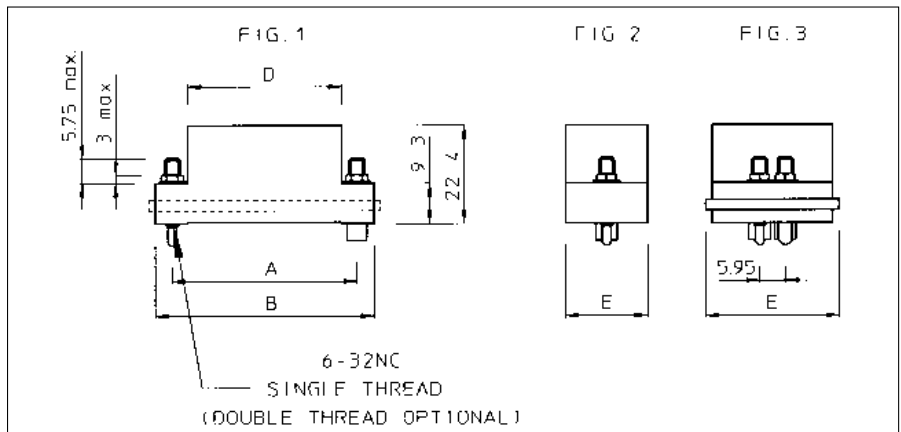 FIG.1
FIG 2
FIG.3
D
5.75 max.
3 max
9 3
22 4
A
B
5.95
E
E
6-32NC
SINGLE THREAD
(DOUBLE THREAD OPTIONAL)